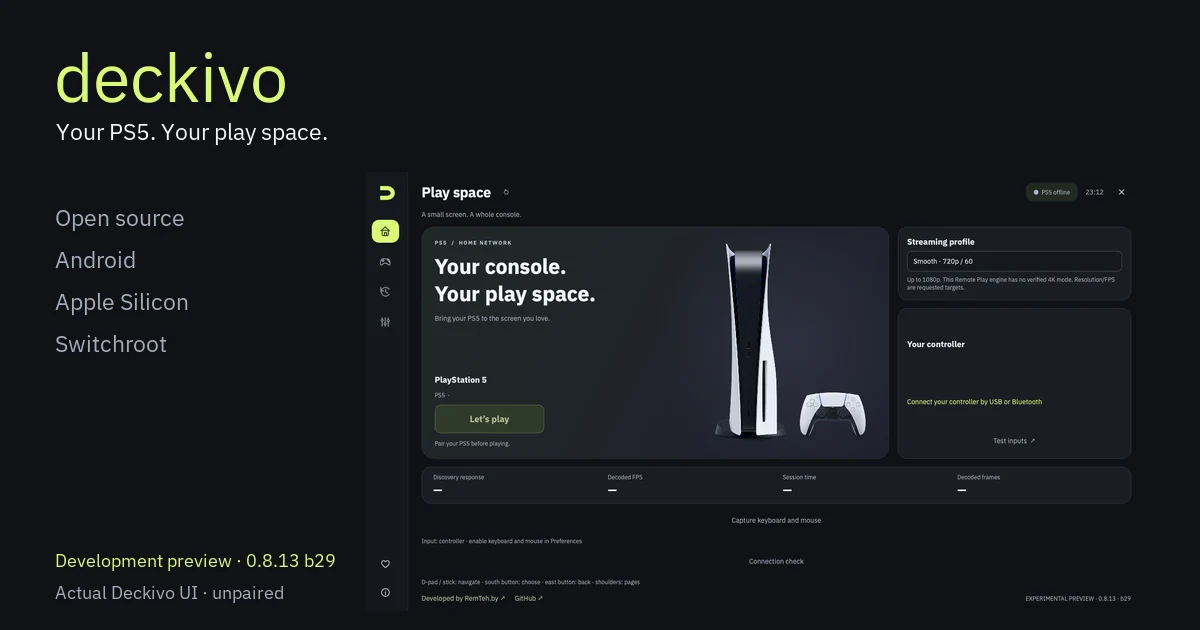 deckivo
Your PS5. Your play space.
Open source
Android
Apple Silicon
Switchroot
Development preview · 0.8.13 b29
Actual Deckivo UI · unpaired
Play space
PS5 offline
23:12
A small screen. A whole console.
PS5 / HOME NETWORK
Your console.
Your play space.
Bring your PS5 to the screen you love.
PlayStation 5
PS5 ·
Let's play
Pair your PS5 before playing.
Streaming profile
Smooth · 720p / 60
Up to 1080p. This Remote Play engine has no verified 4K mode. Resolution/FPS
are requested targets.
Your controller
Connect your controller by USB or Bluetooth
Test inputs ↗
Discovery response
—
Decoded FPS
—
Session time
—
Decoded frames
—
Capture keyboard and mouse
Input: controller · enable keyboard and mouse in Preferences
Connection check
D-pad / stick: navigate · south button: choose · east button: back · shoulders: pages
Developed by RemTeh.by ↗
GitHub ↗
EXPERIMENTAL PREVIEW · 0.8.13 · b29